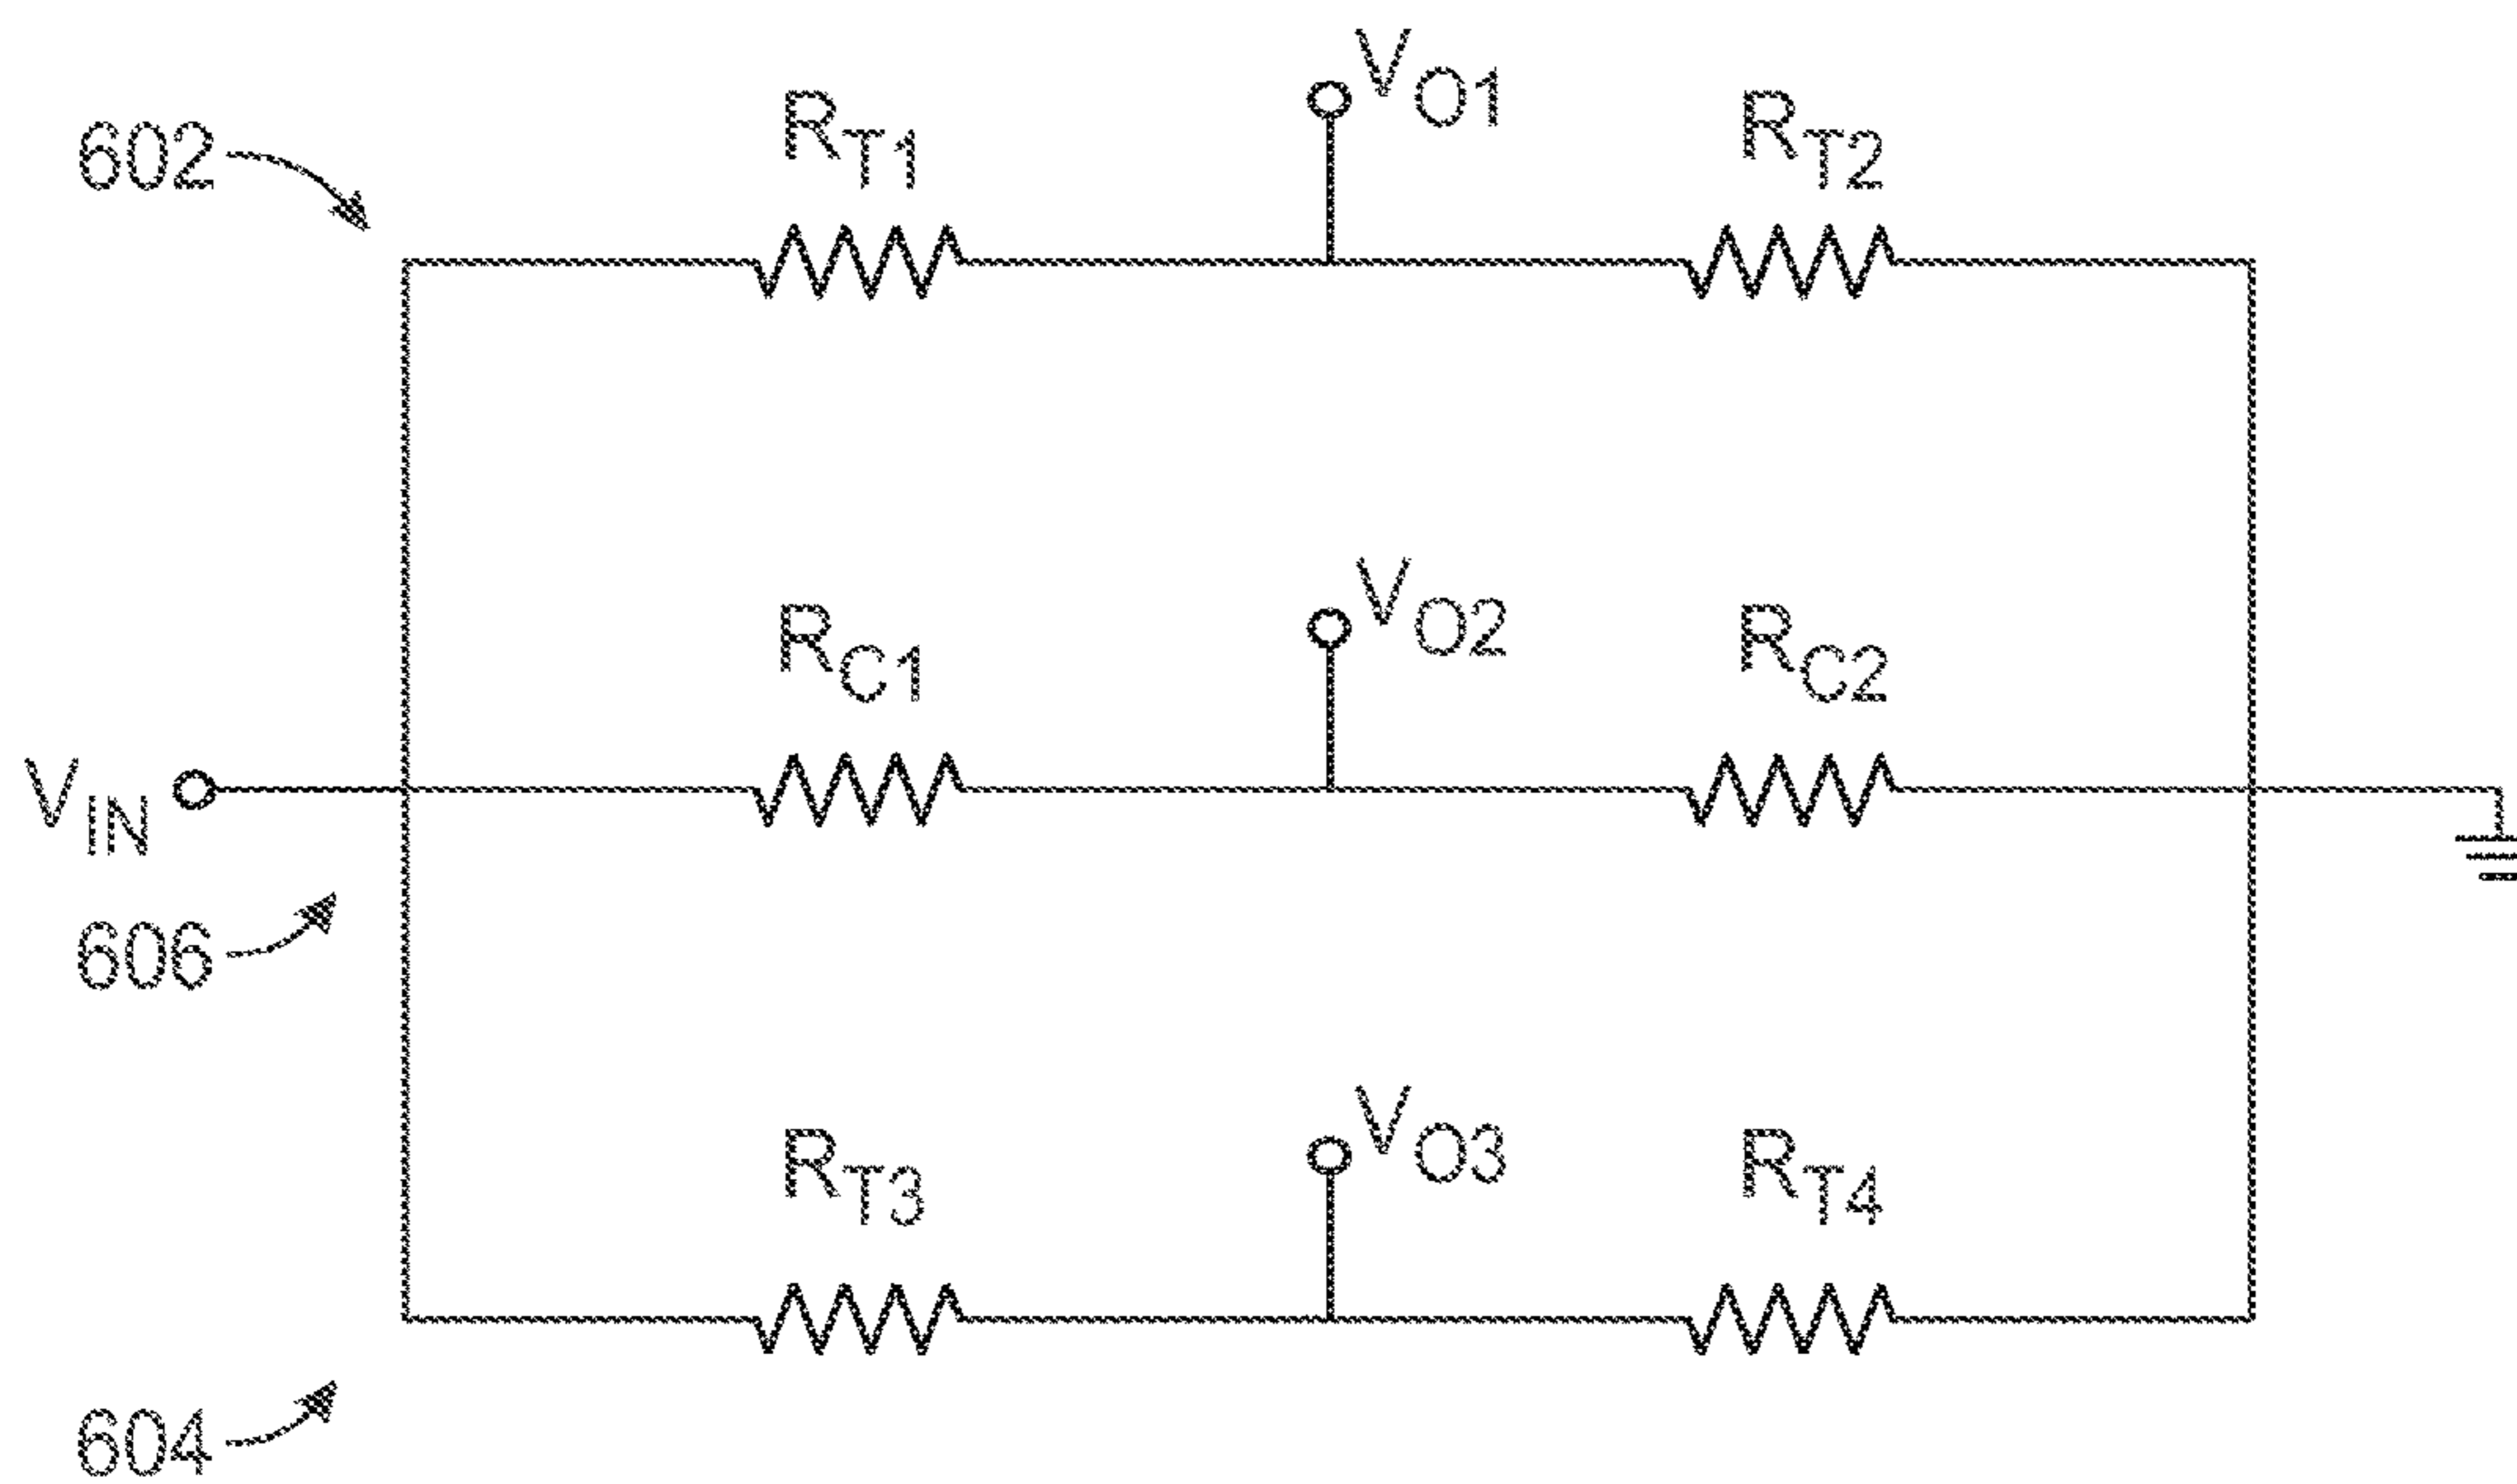 V_O1
R_T1
R_T2
602
V_O2
R_C1
R_C2
V_IN
606
V_O3
R_T3
R_T4
604